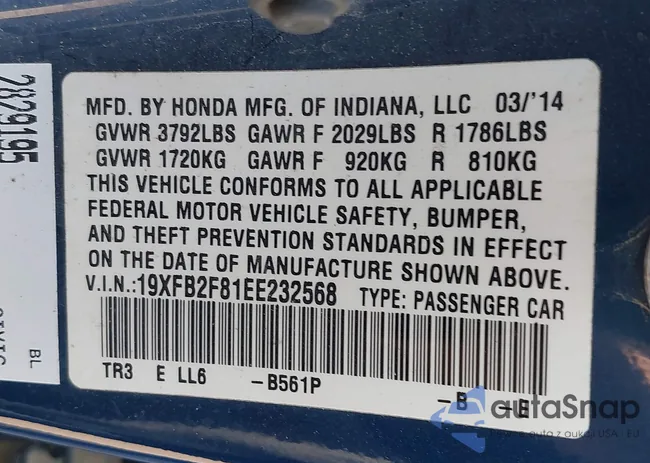 2829195
MFD. BY HONDA MFG. OF INDIANA, LLC 03/'14
GVWR 3792LBS GAWR F 2029LBS R 1786LBS
GVWR 1720KG GAWR F 920KG R 810KG
THIS VEHICLE CONFORMS TO ALL APPLICABLE
FEDERAL MOTOR VEHICLE SAFETY, BUMPER,
AND THEFT PREVENTION STANDARDS IN EFFECT
ON THE DATE OF MANUFACTURE SHOWN ABOVE.
V.I.N.:19XFB2F81EE232568 TYPE: PASSENGER CAR
TR3 E LL6 -B561P -B -E
BL
autoSnap